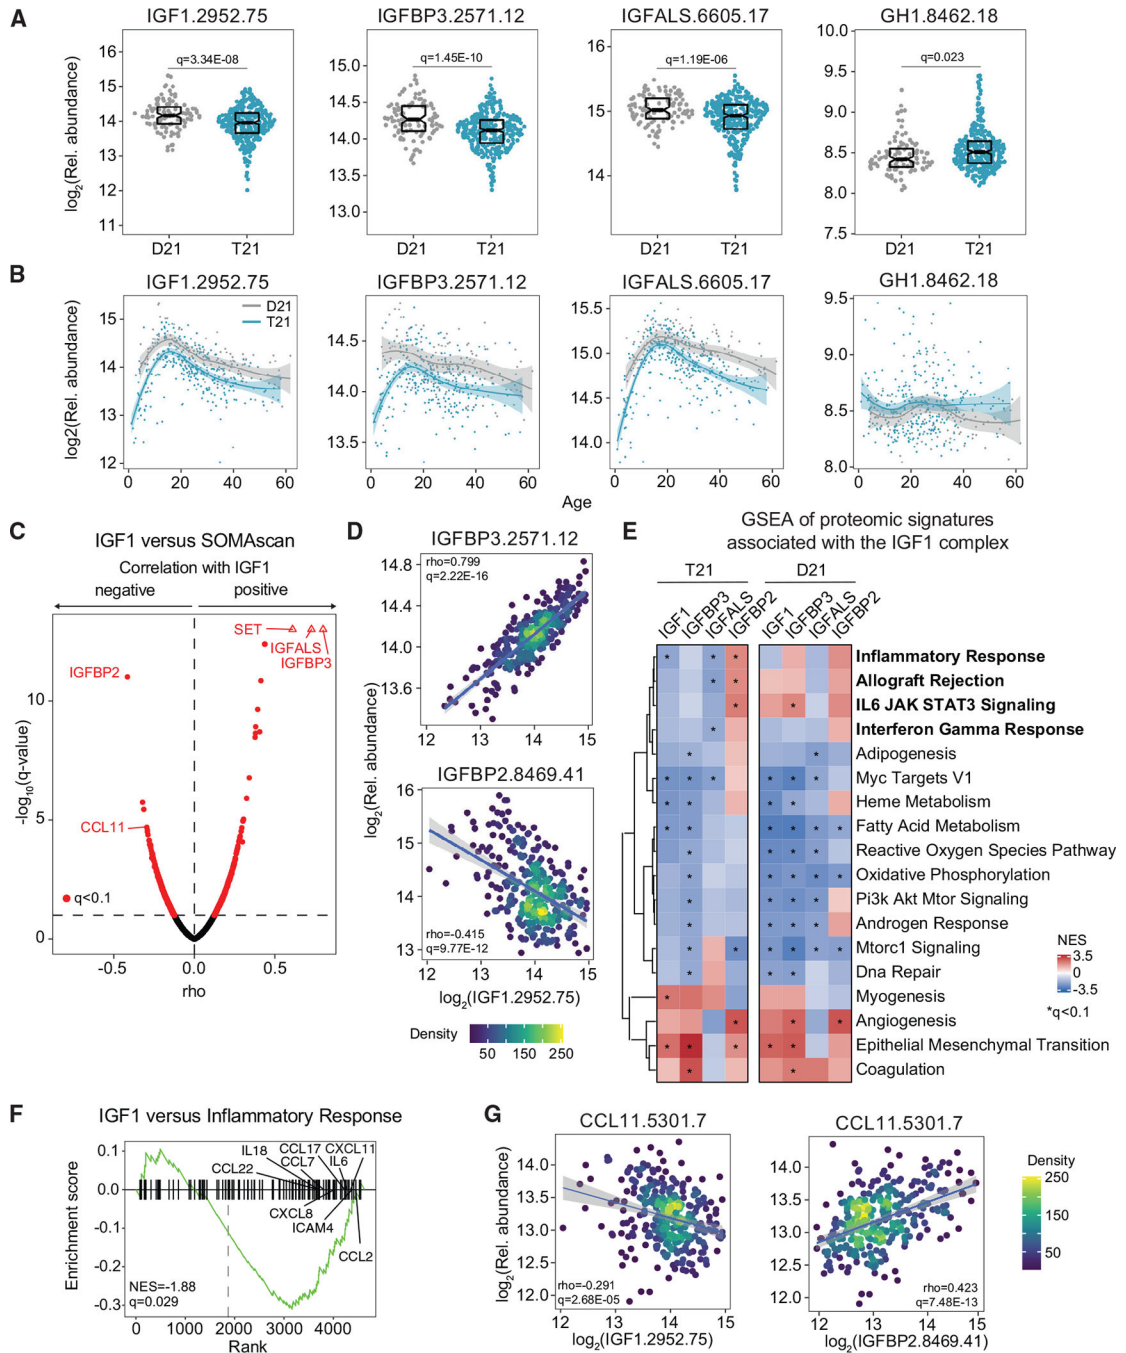 A
IGF1.2952.75
IGFBP3.2571.12
IGFALS.6605.17
GH1.8462.18
log2(Rel. abundance)
16
15
14
13
12
11
q=3.34E-08
D21
T21
15.0
14.5
14.0
13.5
13.0
q=1.45E-10
D21
T21
16
15
14
q=1.19E-06
D21
T21
10.0
9.5
9.0
8.5
8.0
7.5
q=0.023
D21
T21
B
IGF1.2952.75
IGFBP3.2571.12
IGFALS.6605.17
GH1.8462.18
log2(Rel. abundance)
D21
T21
15
14
13
12
0 20 40 60
14.5
14.0
13.5
0 20 40 60
15.5
15.0
14.5
14.0
0 20 40 60
9.5
9.0
8.5
8.0
0 20 40 60
Age
C
IGF1 versus SOMAscan
Correlation with IGF1
negative
positive
SET
IGFALS
IGFBP3
IGFBP2
CCL11
q<0.1
-log10(q-value)
10
5
0
-0.5 0.0 0.5
rho
D
IGFBP3.2571.12
rho=0.799
q=2.22E-16
14.8
14.4
14.0
13.6
12 13 14 15
log2(Rel. abundance)
IGFBP2.8469.41
16
15
14
13
rho=-0.415
q=9.77E-12
12 13 14 15
log2(IGF1.2952.75)
Density
50 150 250
E
GSEA of proteomic signatures
associated with the IGF1 complex
T21
D21
IGF1
IGFBP3
IGFALS
IGFBP2
IGF1
IGFBP3
IGFALS
IGFBP2
Inflammatory Response
Allograft Rejection
IL6 JAK STAT3 Signaling
Interferon Gamma Response
Adipogenesis
Myc Targets V1
Heme Metabolism
Fatty Acid Metabolism
Reactive Oxygen Species Pathway
Oxidative Phosphorylation
Pi3k Akt Mtor Signaling
Androgen Response
Mtorc1 Signaling
Dna Repair
Myogenesis
Angiogenesis
Epithelial Mesenchymal Transition
Coagulation
NES
3.5
0
-3.5
*q<0.1
F
IGF1 versus Inflammatory Response
Enrichment score
0.1
0.0
-0.1
-0.2
-0.3
CCL17
CXCL11
IL18
CCL7
IL6
CCL22
CXCL8
ICAM4
CCL2
NES=-1.88
q=0.029
0 1000 2000 3000 4000
Rank
G
CCL11.5301.7
CCL11.5301.7
log2(Rel. abundance)
14.0
13.5
13.0
12.5
12.0
rho=-0.291
q=2.68E-05
12 13 14 15
log2(IGF1.2952.75)
14.0
13.5
13.0
12.5
12.0
rho=0.423
q=7.48E-13
12 13 14 15
log2(IGFBP2.8469.41)
Density
250
150
50